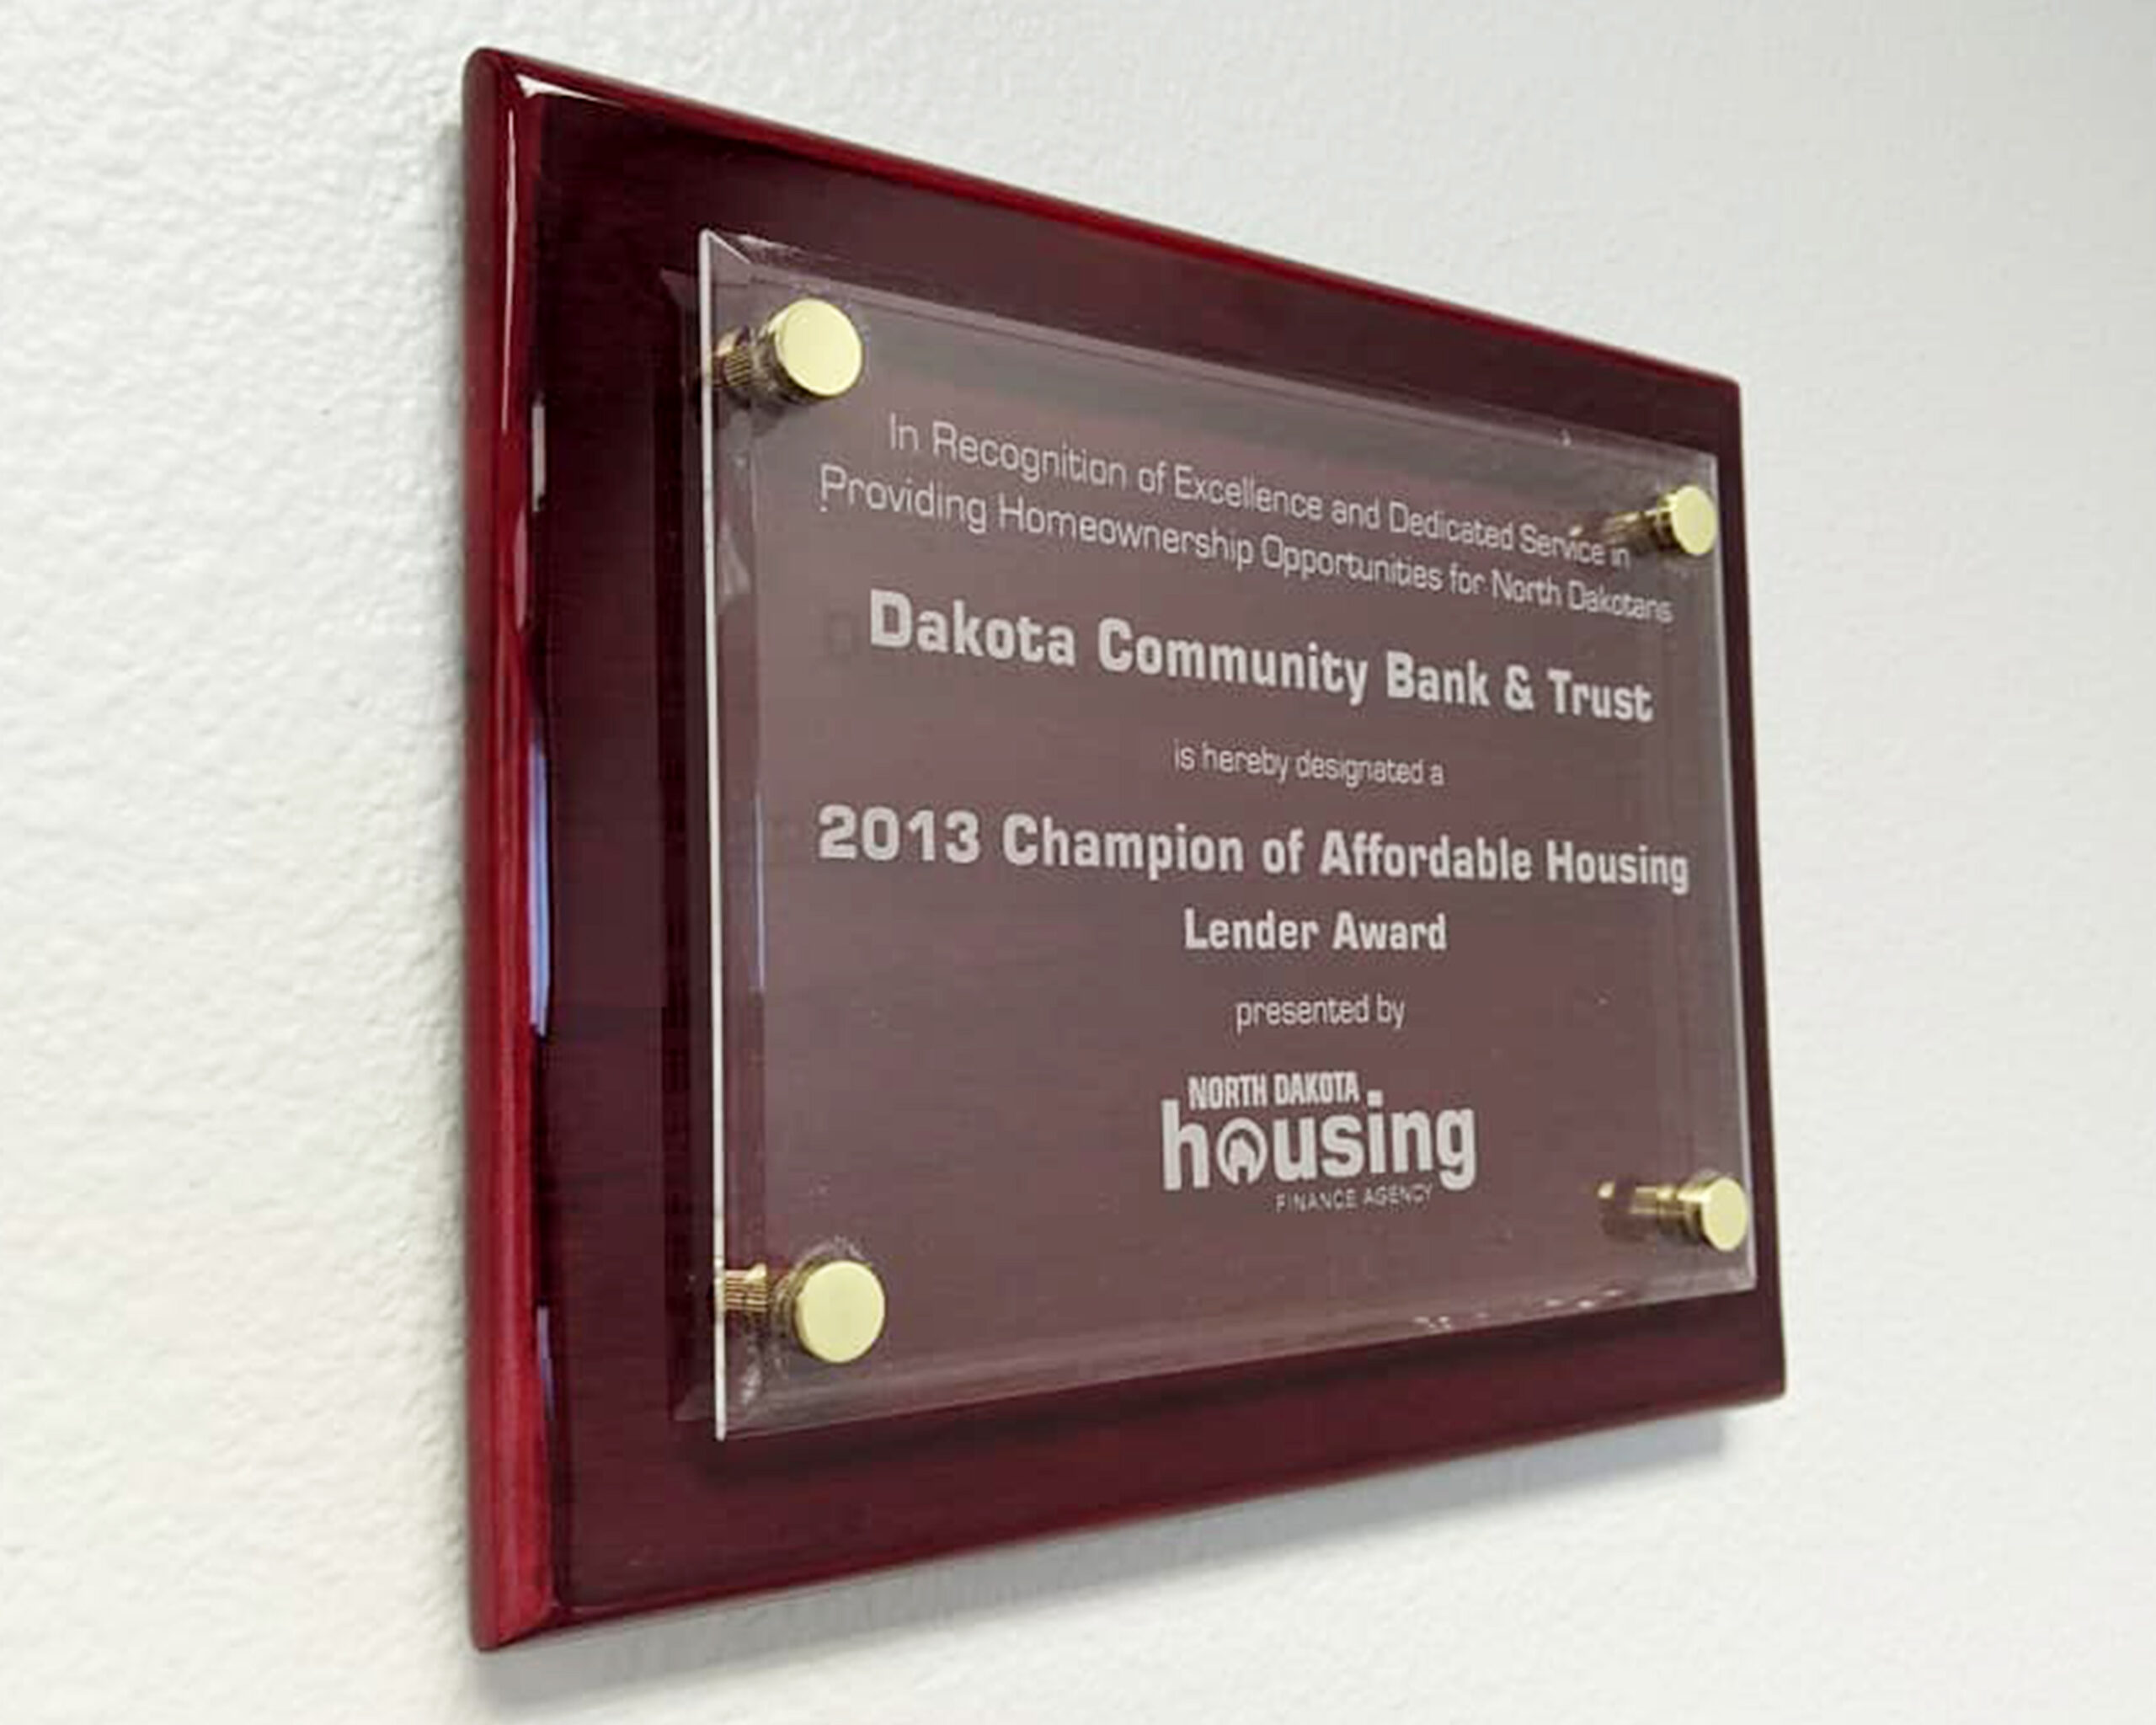 In Recognition of Excellence and Dedicated Service in
Providing Homeownership Opportunities for North Dakotans
Dakota Community Bank & Trust
is hereby designated a
2013 Champion of Affordable Housing
Lender Award
presented by
NORTH DAKOTA
housing
FINANCE AGENCY